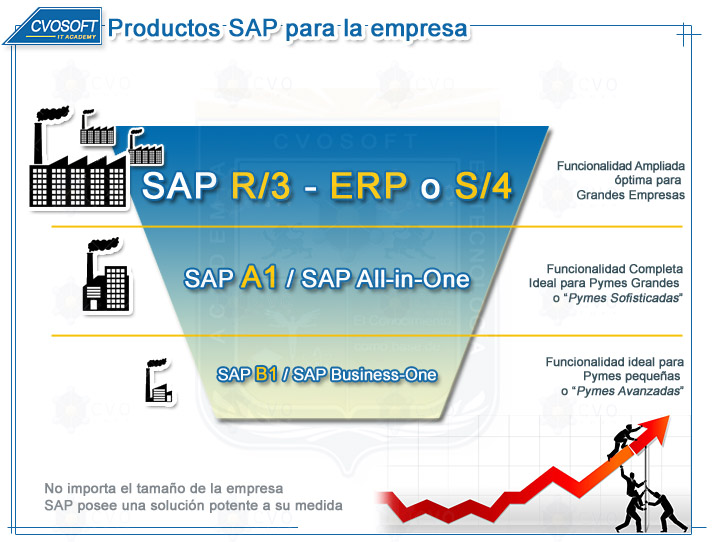 CVOSOFT
IT ACADEMY
Productos SAP para la empresa
CVOSOFT
SAP R/3 - ERP o S/4
Funcionalidad Ampliada
óptima para
Grandes Empresas
SAP A1 / SAP All-in-One
Funcionalidad Completa
Ideal para Pymes Grandes
o “Pymes Sofisticadas”
SAP B1 / SAP Business-One
Funcionalidad ideal para
Pymes pequeñas
o “Pymes Avanzadas”
No importa el tamaño de la empresa
SAP posee una solución potente a su medida